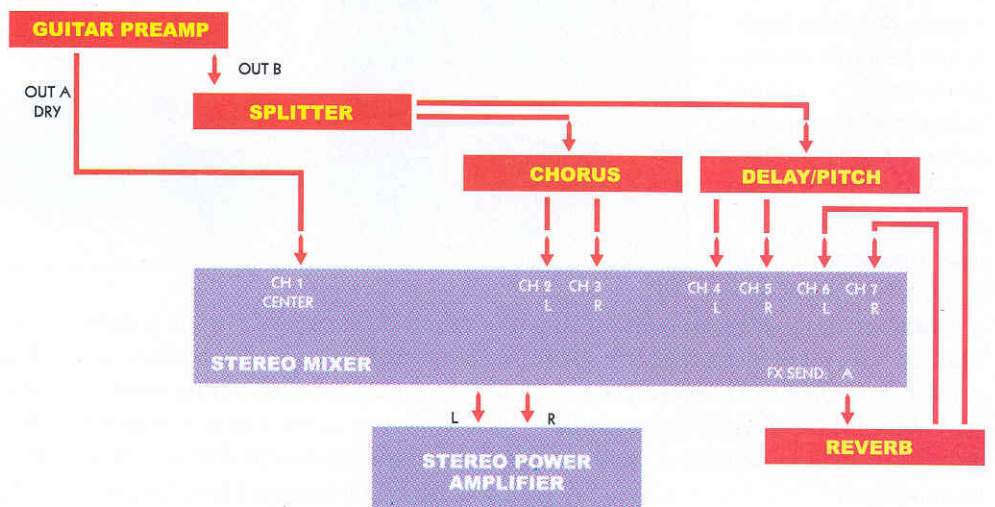 GUITAR PREAMP
OUT A
DRY
OUT B
SPLITTER
CHORUS
DELAY/PITCH
CH 1
CENTER
CH 2
L
CH 3
R
CH 4
L
CH 5
R
CH 6
L
CH 7
R
STEREO MIXER
FX SEND: A
L
R
STEREO POWER
AMPLIFIER
REVERB